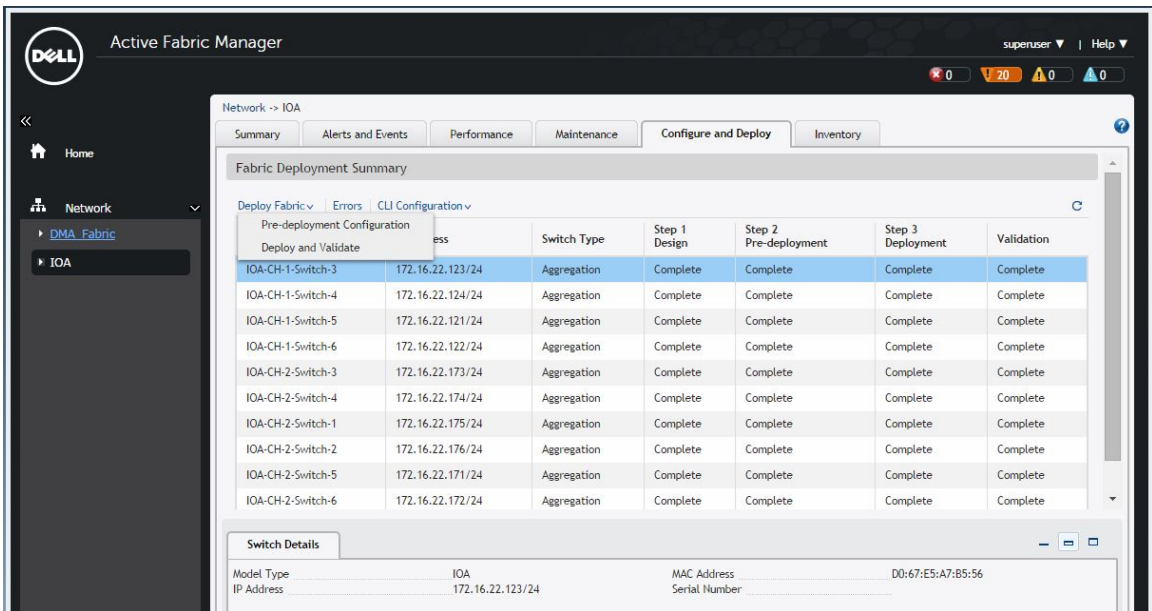 DELL
Active Fabric Manager
superuser ▼ | Help ▼
0 20 0 0
Network -> IOA
Summary Alerts and Events Performance Maintenance Configure and Deploy Inventory
Home
Network
DMA_Fabric
IOA
Fabric Deployment Summary
Deploy Fabric Errors CLI Configuration
Pre-deployment Configuration
Deploy and Validate
ess Switch Type Step 1 Design Step 2 Pre-deployment Step 3 Deployment Validation
IOA-CH-1-Switch-3 172.16.22.123/24 Aggregation Complete Complete Complete Complete
IOA-CH-1-Switch-4 172.16.22.124/24 Aggregation Complete Complete Complete Complete
IOA-CH-1-Switch-5 172.16.22.121/24 Aggregation Complete Complete Complete Complete
IOA-CH-1-Switch-6 172.16.22.122/24 Aggregation Complete Complete Complete Complete
IOA-CH-2-Switch-3 172.16.22.173/24 Aggregation Complete Complete Complete Complete
IOA-CH-2-Switch-4 172.16.22.174/24 Aggregation Complete Complete Complete Complete
IOA-CH-2-Switch-1 172.16.22.175/24 Aggregation Complete Complete Complete Complete
IOA-CH-2-Switch-2 172.16.22.176/24 Aggregation Complete Complete Complete Complete
IOA-CH-2-Switch-5 172.16.22.171/24 Aggregation Complete Complete Complete Complete
IOA-CH-2-Switch-6 172.16.22.172/24 Aggregation Complete Complete Complete Complete
Switch Details
Model Type IOA MAC Address D0:67:E5:A7:B5:56
IP Address 172.16.22.123/24 Serial Number